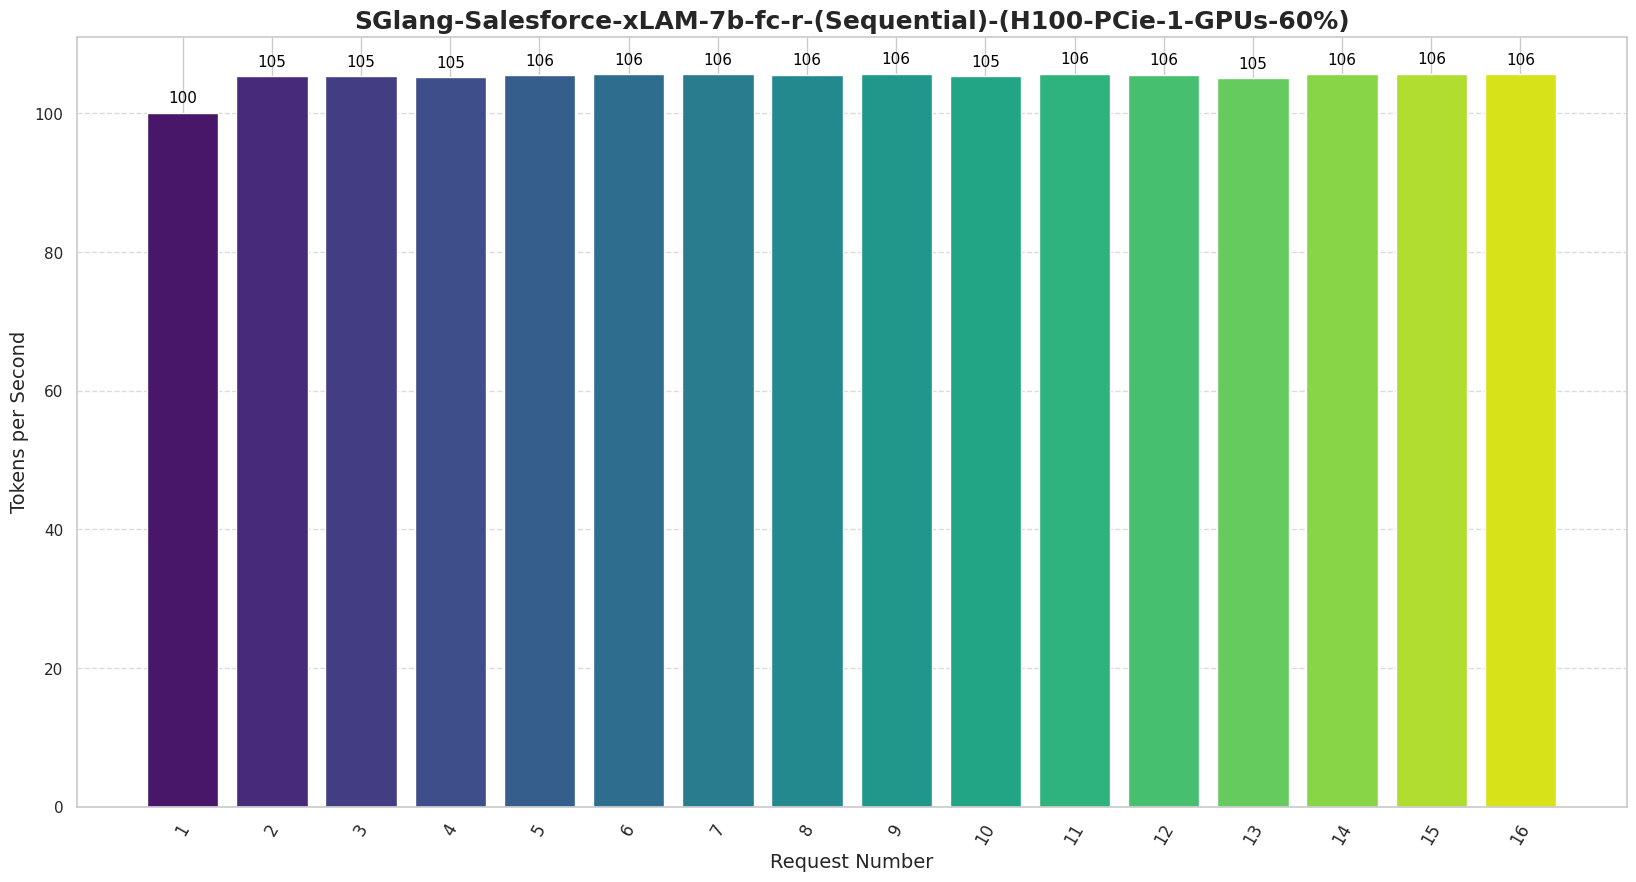 SGlang-Salesforce-xLAM-7b-fc-r-(Sequential)-(H100-PCie-1-GPUs-60%)
100 105 105 105 106 106 106 106 106 105 106 106 105 106 106 106
Tokens per Second
100
80
60
40
20
0
1 2 3 4 5 6 7 8 9 10 11 12 13 14 15 16
Request Number